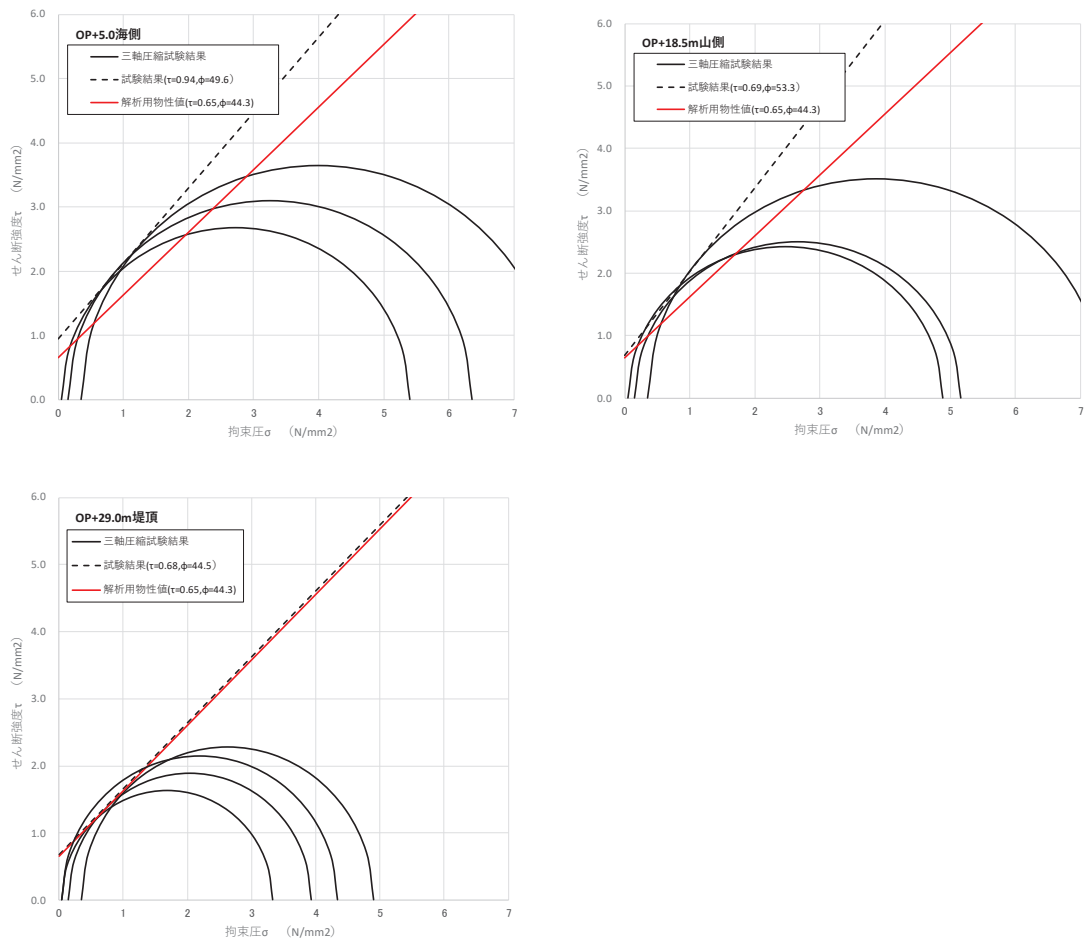 OP+5.0海側
三軸圧縮試験結果
試験結果(τ=0.94,φ=49.6)
解析用物性値(τ=0.65,φ=44.3)
せん断強度τ (N/mm2)
6.0
5.0
4.0
3.0
2.0
1.0
0.0
0 1 2 3 4 5 6 7
拘束圧σ (N/mm2)
OP+18.5m山側
三軸圧縮試験結果
試験結果(τ=0.69,φ=53.3)
解析用物性値(τ=0.65,φ=44.3)
せん断強度τ (N/mm2)
6.0
5.0
4.0
3.0
2.0
1.0
0.0
0 1 2 3 4 5 6 7
拘束圧σ (N/mm2)
OP+29.0m堤頂
三軸圧縮試験結果
試験結果(τ=0.68,φ=44.5)
解析用物性値(τ=0.65,φ=44.3)
せん断強度τ (N/mm2)
6.0
5.0
4.0
3.0
2.0
1.0
0.0
0 1 2 3 4 5 6 7
拘束圧σ (N/mm2)